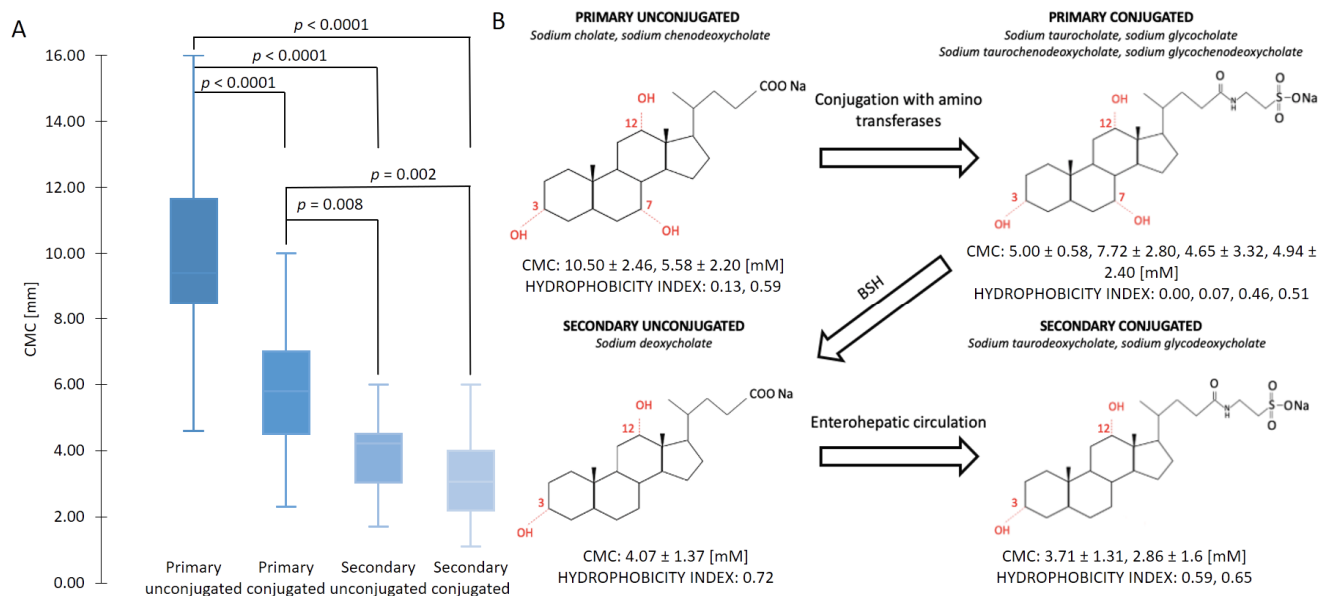 A
p < 0.0001
p < 0.0001
p < 0.0001
p = 0.002
p = 0.008
CMC [mm]
16.00
14.00
12.00
10.00
8.00
6.00
4.00
2.00
0.00
Primary
unconjugated
Primary
conjugated
Secondary
unconjugated
Secondary
conjugated
B
PRIMARY UNCONJUGATED
Sodium cholate, sodium chenodeoxycholate
COO Na
OH
12
3
7
OH
OH
CMC: 10.50 ± 2.46, 5.58 ± 2.20 [mM]
HYDROPHOBICITY INDEX: 0.13, 0.59
Conjugation with amino
transferases
PRIMARY CONJUGATED
Sodium taurocholate, sodium glycocholate
Sodium taurochenodeoxycholate, sodium glycochenodeoxycholate
O
O
S
ONa
O
N
H
OH
12
3
7
OH
OH
CMC: 5.00 ± 0.58, 7.72 ± 2.80, 4.65 ± 3.32, 4.94 ±
2.40 [mM]
HYDROPHOBICITY INDEX: 0.00, 0.07, 0.46, 0.51
BSH
SECONDARY UNCONJUGATED
Sodium deoxycholate
COO Na
OH
12
3
OH
CMC: 4.07 ± 1.37 [mM]
HYDROPHOBICITY INDEX: 0.72
Enterohepatic circulation
SECONDARY CONJUGATED
Sodium taurodeoxycholate, sodium glycodeoxycholate
O
O
S
ONa
O
N
H
OH
12
3
OH
CMC: 3.71 ± 1.31, 2.86 ± 1.6 [mM]
HYDROPHOBICITY INDEX: 0.59, 0.65